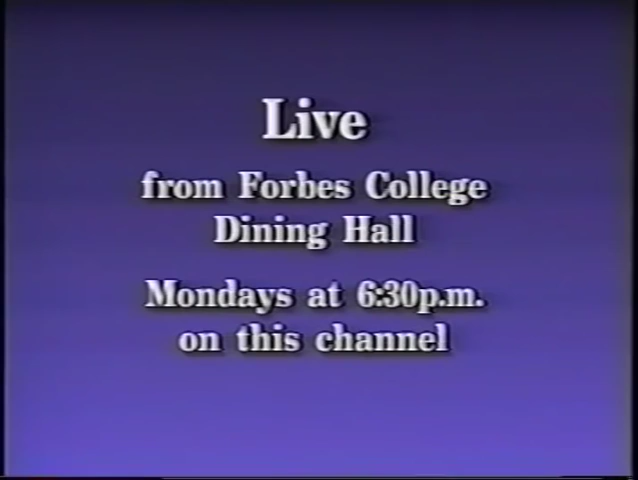 Live
from Forbes College
Dining Hall
Mondays at 6:30p.m.
on this channel